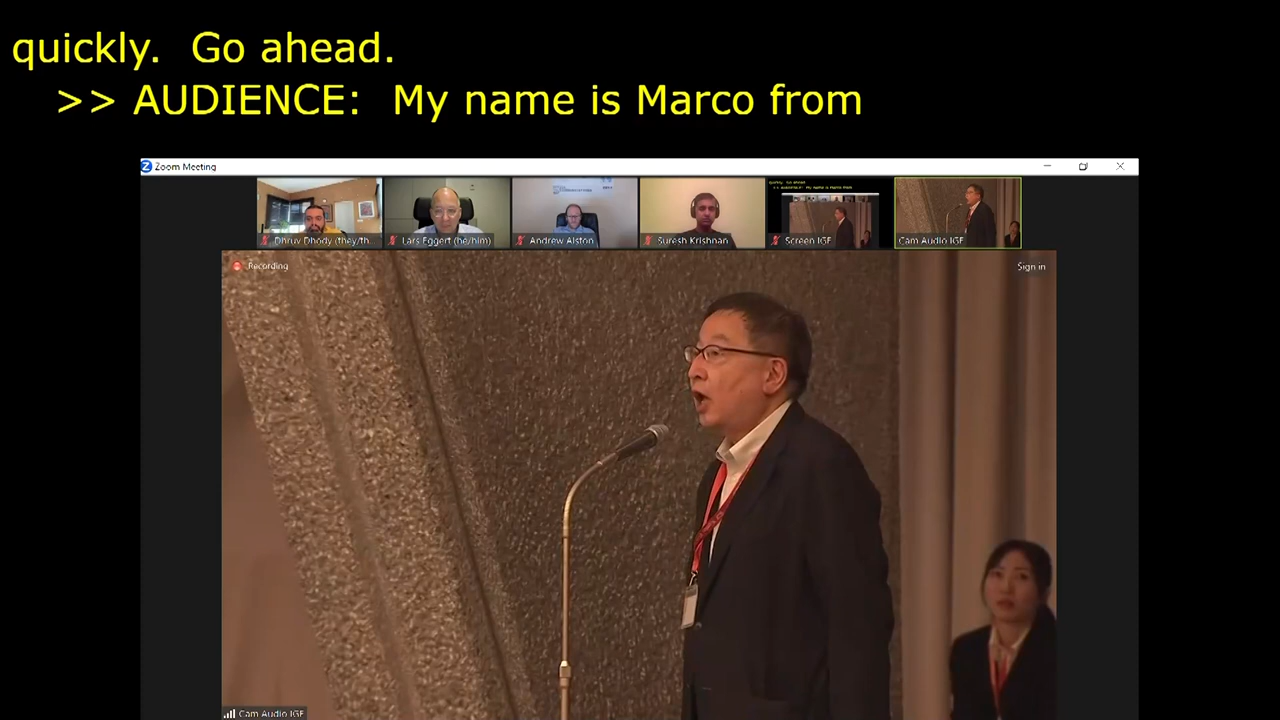 quickly. Go ahead.
>> AUDIENCE: My name is Marco from
Zoom Meeting
Dhruv Dhody (they/th...
Lars Eggert (he/him)
Andrew Alston
Suresh Krishnan
Screen IGF
Cam Audio IGF
Recording
Sign in
Cam Audio IGF